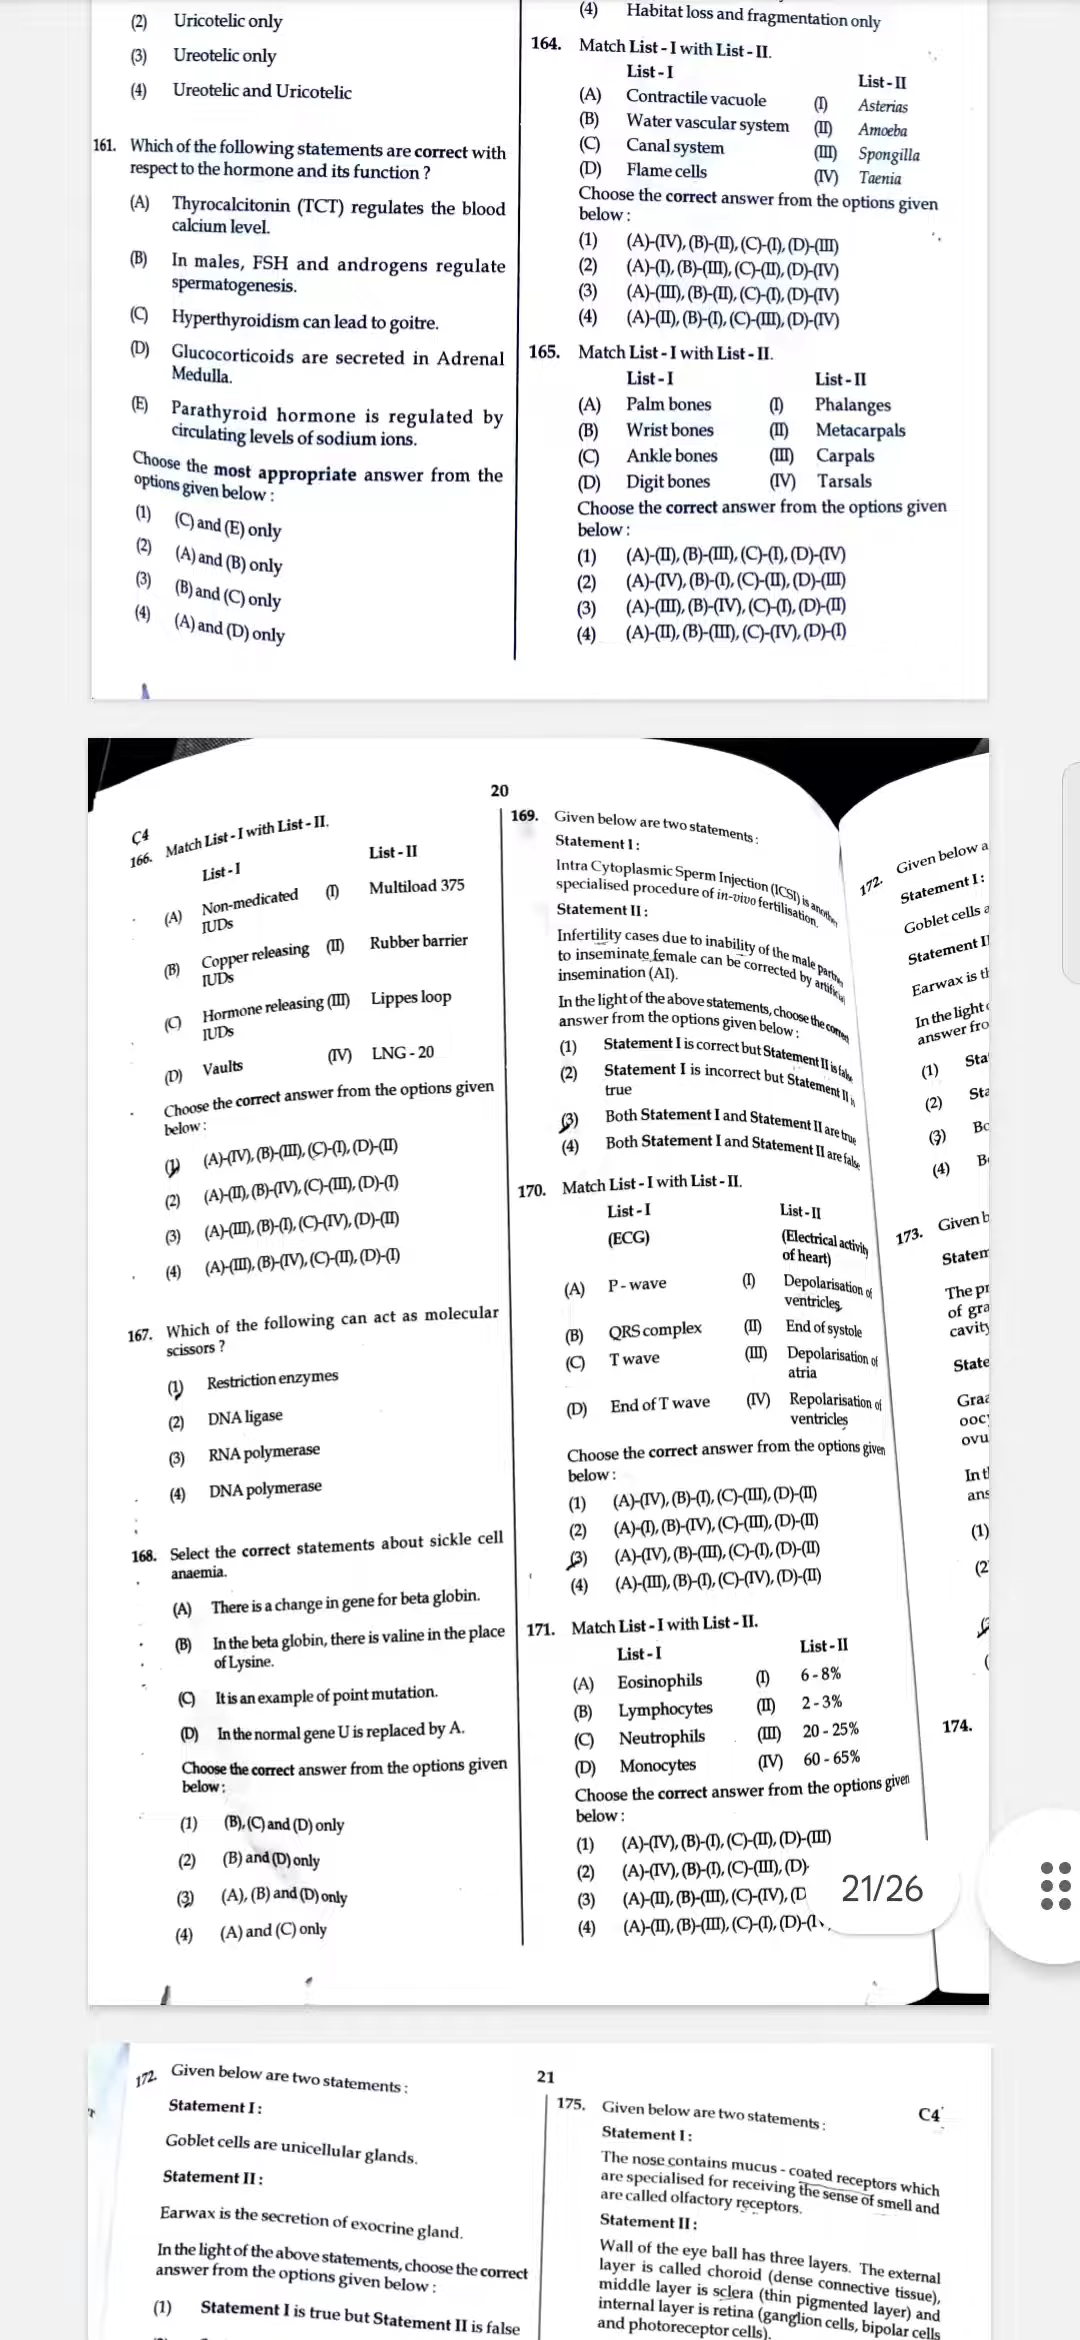 (2) Uricotelic only
(3) Ureotelic only
(4) Ureotelic and Uricotelic
161. Which of the following statements are correct with
respect to the hormone and its function ?
(A) Thyrocalcitonin (TCT) regulates the blood
calcium level.
(B) In males, FSH and androgens regulate
spermatogenesis.
(C) Hyperthyroidism can lead to goitre.
(D) Glucocorticoids are secreted in Adrenal
Medulla.
(E) Parathyroid hormone is regulated by
circulating levels of sodium ions.
Choose the most appropriate answer from the
options given below :
(1) (C) and (E) only
(2) (A) and (B) only
(3) (B) and (C) only
(4) (A) and (D) only
(4) Habitat loss and fragmentation only
164. Match List - I with List - II.
List - I List - II
(A) Contractile vacuole (I) Asterias
(B) Water vascular system (II) Amoeba
(C) Canal system (III) Spongilla
(D) Flame cells (IV) Taenia
Choose the correct answer from the options given
below :
(1) (A)-(IV), (B)-(II), (C)-(I), (D)-(III)
(2) (A)-(I), (B)-(III), (C)-(II), (D)-(IV)
(3) (A)-(III), (B)-(II), (C)-(I), (D)-(IV)
(4) (A)-(II), (B)-(I), (C)-(III), (D)-(IV)
165. Match List - I with List - II.
List - I List - II
(A) Palm bones (I) Phalanges
(B) Wrist bones (II) Metacarpals
(C) Ankle bones (III) Carpals
(D) Digit bones (IV) Tarsals
Choose the correct answer from the options given
below :
(1) (A)-(II), (B)-(III), (C)-(I), (D)-(IV)
(2) (A)-(IV), (B)-(I), (C)-(II), (D)-(III)
(3) (A)-(III), (B)-(IV), (C)-(I), (D)-(II)
(4) (A)-(II), (B)-(III), (C)-(IV), (D)-(I)
20
C4
166. Match List - I with List - II.
List - I List - II
(A) Non-medicated (I) Multiload 375
IUDs
(B) Copper releasing (II) Rubber barrier
IUDs
(C) Hormone releasing (III) Lippes loop
IUDs
(D) Vaults (IV) LNG - 20
Choose the correct answer from the options given
below :
(1) (A)-(IV), (B)-(III), (C)-(I), (D)-(II)
(2) (A)-(II), (B)-(IV), (C)-(III), (D)-(I)
(3) (A)-(III), (B)-(I), (C)-(IV), (D)-(II)
(4) (A)-(III), (B)-(IV), (C)-(II), (D)-(I)
167. Which of the following can act as molecular
scissors ?
(1) Restriction enzymes
(2) DNA ligase
(3) RNA polymerase
(4) DNA polymerase
168. Select the correct statements about sickle cell
anaemia.
(A) There is a change in gene for beta globin.
(B) In the beta globin, there is valine in the place
of Lysine.
(C) It is an example of point mutation.
(D) In the normal gene U is replaced by A.
Choose the correct answer from the options given
below :
(1) (B), (C) and (D) only
(2) (B) and (D) only
(3) (A), (B) and (D) only
(4) (A) and (C) only
169. Given below are two statements :
Statement I :
Intra Cytoplasmic Sperm Injection (ICSI) is another
specialised procedure of in-vivo fertilisation.
Statement II :
Infertility cases due to inability of the male partner
to inseminate female can be corrected by artificial
insemination (AI).
In the light of the above statements, choose the correct
answer from the options given below :
(1) Statement I is correct but Statement II is false
(2) Statement I is incorrect but Statement II is
true
(3) Both Statement I and Statement II are true
(4) Both Statement I and Statement II are false
170. Match List - I with List - II.
List - I List - II
(ECG) (Electrical activity
of heart)
(A) P - wave (I) Depolarisation of
ventricles
(B) QRS complex (II) End of systole
(C) T wave (III) Depolarisation of
atria
(D) End of T wave (IV) Repolarisation of
ventricles
Choose the correct answer from the options given
below :
(1) (A)-(IV), (B)-(I), (C)-(III), (D)-(II)
(2) (A)-(I), (B)-(IV), (C)-(III), (D)-(II)
(3) (A)-(IV), (B)-(III), (C)-(I), (D)-(II)
(4) (A)-(III), (B)-(I), (C)-(IV), (D)-(II)
171. Match List - I with List - II.
List - I List - II
(A) Eosinophils (I) 6 - 8%
(B) Lymphocytes (II) 2 - 3%
(C) Neutrophils (III) 20 - 25%
(D) Monocytes (IV) 60 - 65%
Choose the correct answer from the options given
below :
(1) (A)-(IV), (B)-(I), (C)-(II), (D)-(III)
(2) (A)-(IV), (B)-(I), (C)-(III), (D)-
(3) (A)-(II), (B)-(III), (C)-(IV), (D
(4) (A)-(II), (B)-(III), (C)-(I), (D)-(I
21/26
172. Given below a
Statement I :
Goblet cells a
Statement II
Earwax is th
In the light
answer fro
(1) Sta
(2) Sta
(3) Bo
(4) B
173. Given b
Statem
The pr
of gra
cavity
State
Graa
ooc
ovu
In t
ans
(1)
(2
174.
172. Given below are two statements :
Statement I :
Goblet cells are unicellular glands.
Statement II :
Earwax is the secretion of exocrine gland.
In the light of the above statements, choose the correct
answer from the options given below :
(1) Statement I is true but Statement II is false
21
C4
175. Given below are two statements :
Statement I :
The nose contains mucus - coated receptors which
are specialised for receiving the sense of smell and
are called olfactory receptors.
Statement II :
Wall of the eye ball has three layers. The external
layer is called choroid (dense connective tissue),
middle layer is sclera (thin pigmented layer) and
internal layer is retina (ganglion cells, bipolar cells
and photoreceptor cells).